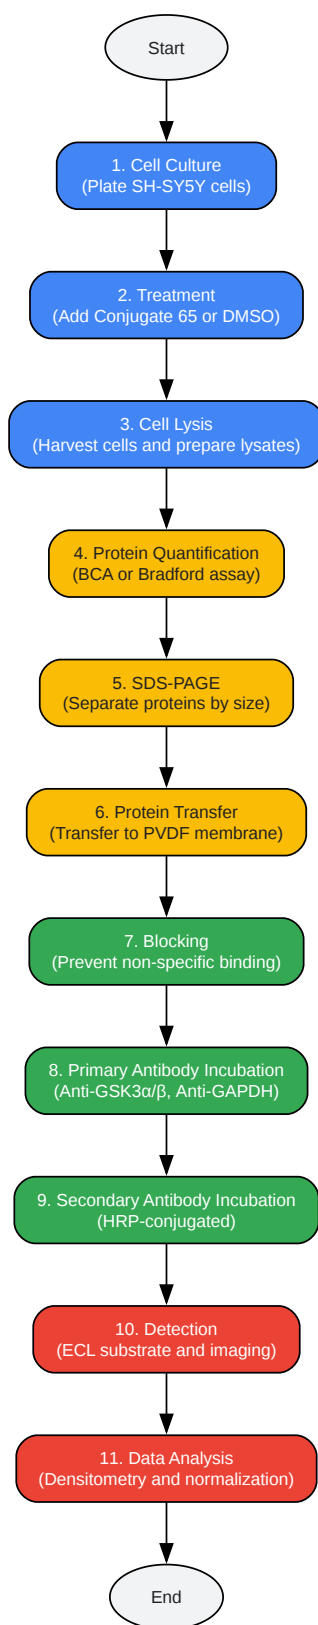 Start
1. Cell Culture
(Plate SH-SY5Y cells)
2. Treatment
(Add Conjugate 65 or DMSO)
3. Cell Lysis
(Harvest cells and prepare lysates)
4. Protein Quantification
(BCA or Bradford assay)
5. SDS-PAGE
(Separate proteins by size)
6. Protein Transfer
(Transfer to PVDF membrane)
7. Blocking
(Prevent non-specific binding)
8. Primary Antibody Incubation
(Anti-GSK3α/β, Anti-GAPDH)
9. Secondary Antibody Incubation
(HRP-conjugated)
10. Detection
(ECL substrate and imaging)
11. Data Analysis
(Densitometry and normalization)
End